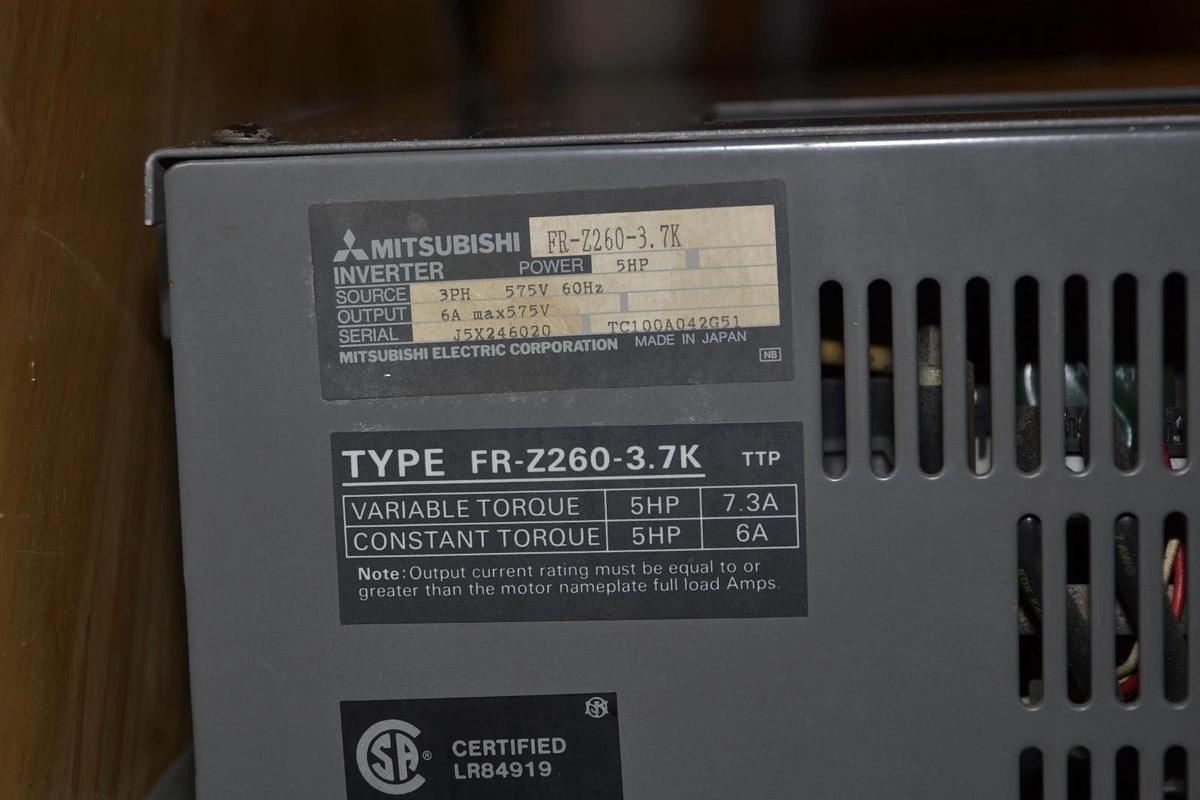 MITSUBISHI FR-Z260-3.7K
INVERTER POWER 5HP
SOURCE 3PH 575V 60Hz
OUTPUT 6A max575V
SERIAL J5X246020 TC100A042G51
MITSUBISHI ELECTRIC CORPORATION MADE IN JAPAN
NB
TYPE FR-Z260-3.7K TTP
VARIABLE TORQUE 5HP 7.3A
CONSTANT TORQUE 5HP 6A
Note: Output current rating must be equal to or
greater than the motor nameplate full load Amps.
SA ®
CERTIFIED
LR84919